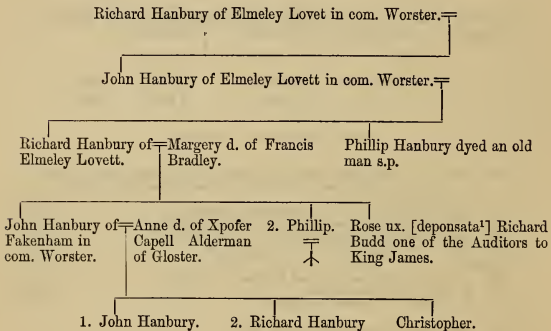 Richard Hanbury of Elmeley Lovet in com. Worster.
John Hanbury of Elmeley Lovett in com. Worster.
Richard Hanbury of
Elmeley Lovett.
Margery d. of Francis
Bradley.
Phillip Hanbury dyed an old
man s.p.
John Hanbury of
Fakenham in
com. Worster.
Anne d. of Xpofer
Capell Alderman
of Gloster.
2. Phillip.
Rose ux. [deponsata¹] Richard
Budd one of the Auditors to
King James.
1. John Hanbury.
2. Richard Hanbury
Christopher.